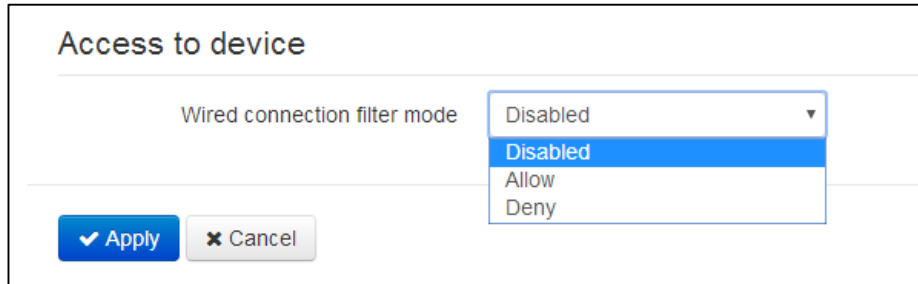 Access to device
Wired connection filter mode Disabled
Disabled
Allow
Deny
Apply Cancel